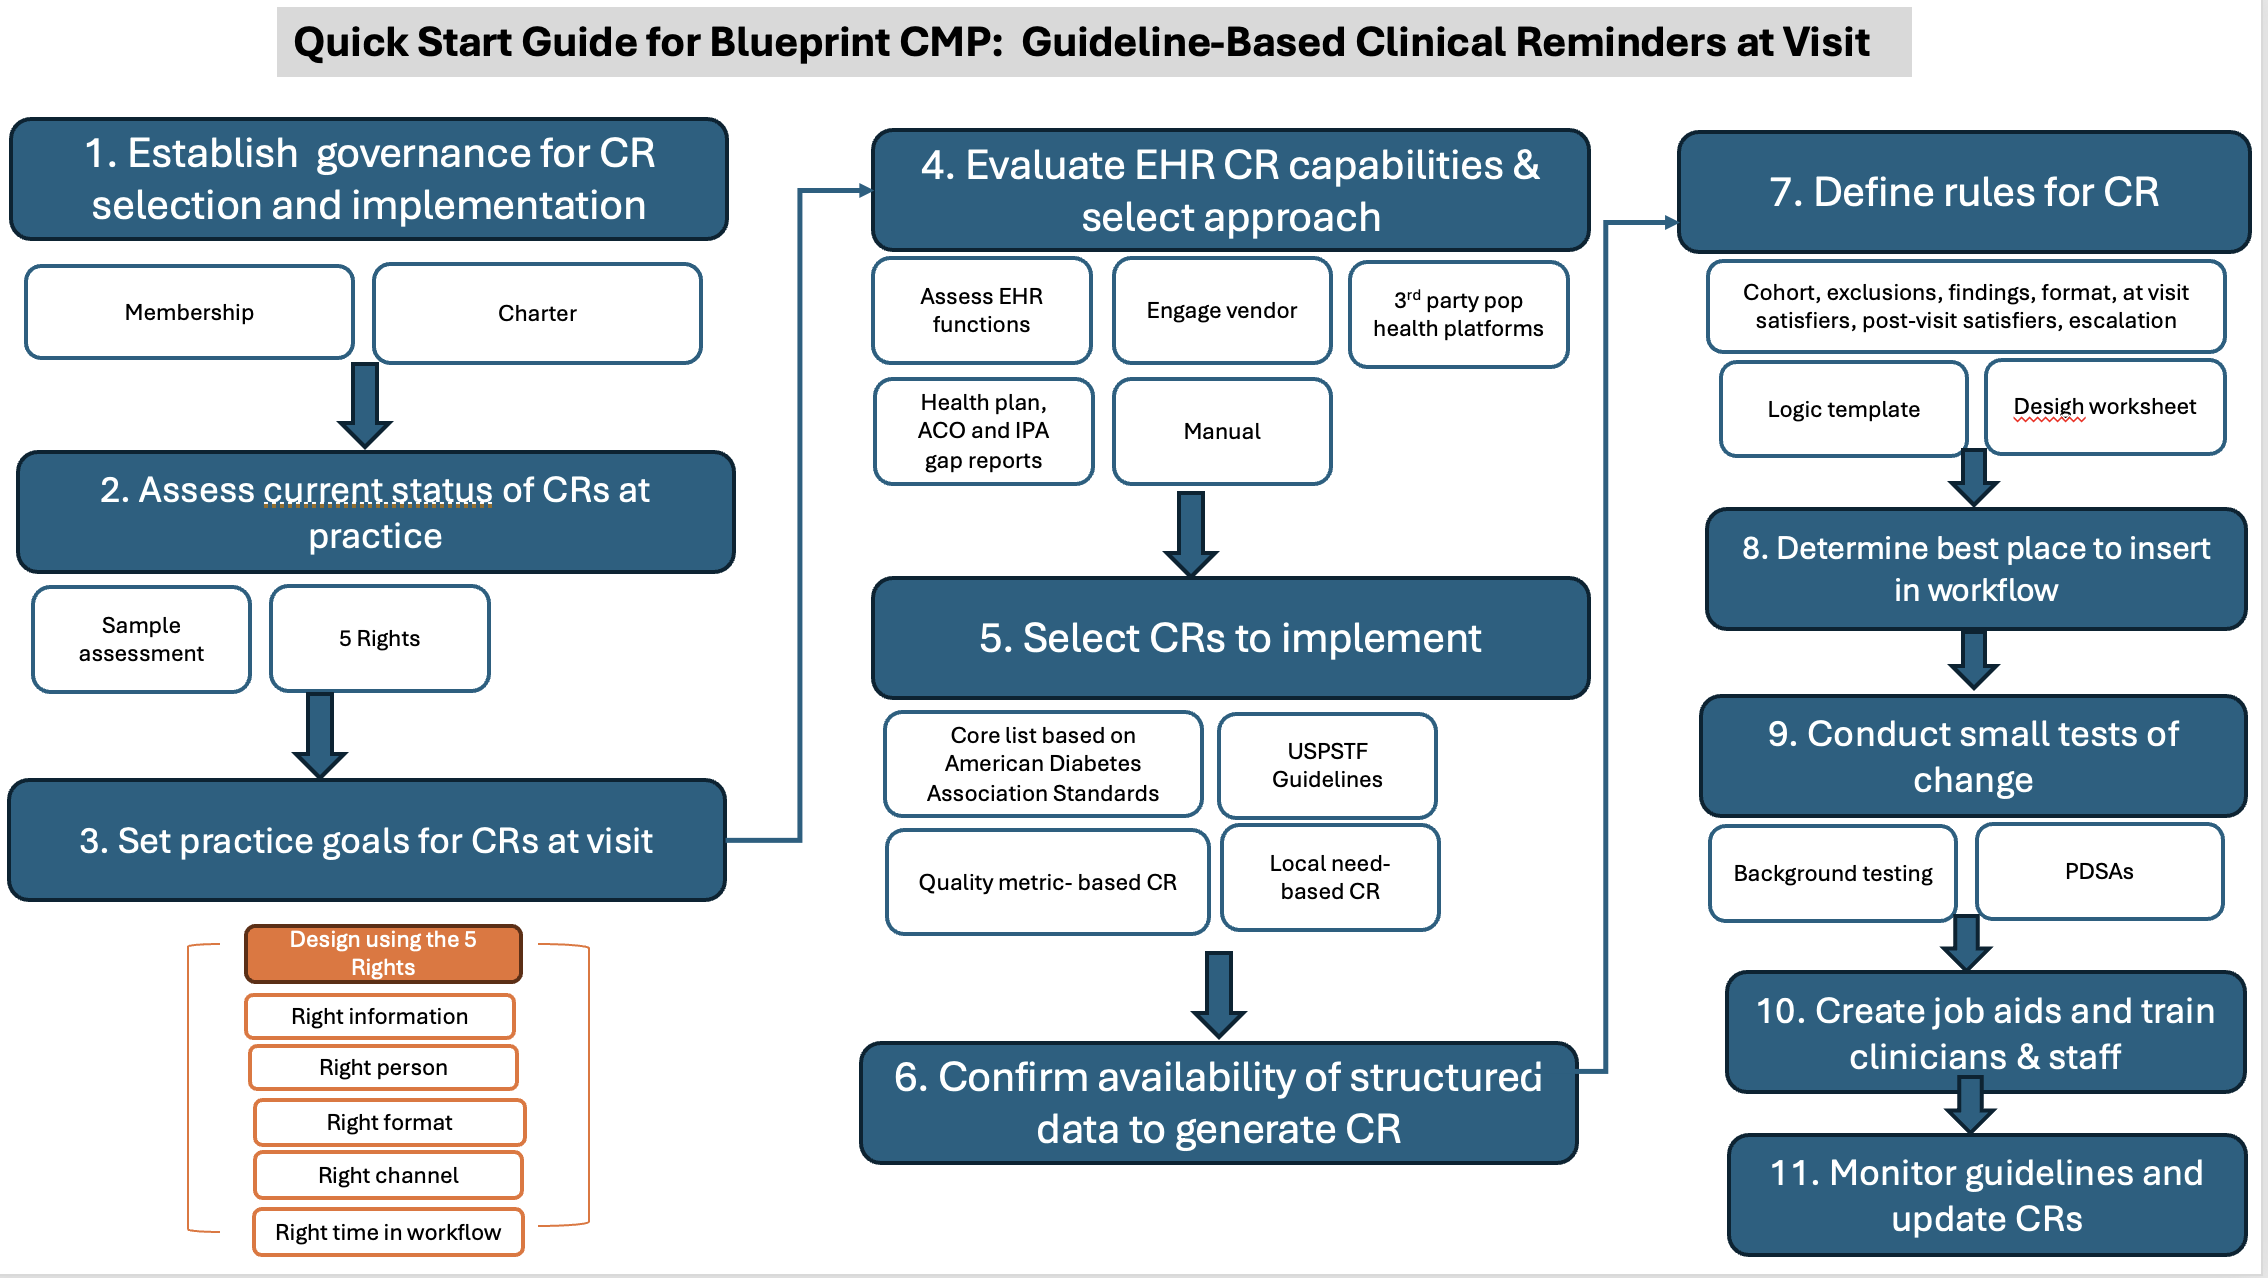 Quick Start Guide for Blueprint CMP:  Guideline-Based Clinical Reminders at Visit
1. Establish  governance for CR
selection and implementation
Membership
Charter
2. Assess current status of CRs at
practice
Sample
assessment
5 Rights
3. Set practice goals for CRs at visit
Design using the 5
Rights
Right information
Right person
Right format
Right channel
Right time in workflow
4. Evaluate EHR CR capabilities &
select approach
Assess EHR
functions
Engage vendor
3rd party pop
health platforms
Health plan,
ACO and IPA
gap reports
Manual
5. Select CRs to implement
Core list based on
American Diabetes
Association Standards
USPSTF
Guidelines
Quality metric- based CR
Local need-
based CR
6. Confirm availability of structured
data to generate CR
7. Define rules for CR
Cohort, exclusions, findings, format, at visit
satisfiers, post-visit satisfiers, escalation
Logic template
Desigh worksheet
8. Determine best place to insert
in workflow
9. Conduct small tests of
change
Background testing
PDSAs
10. Create job aids and train
clinicians & staff
11. Monitor guidelines and
update CRs